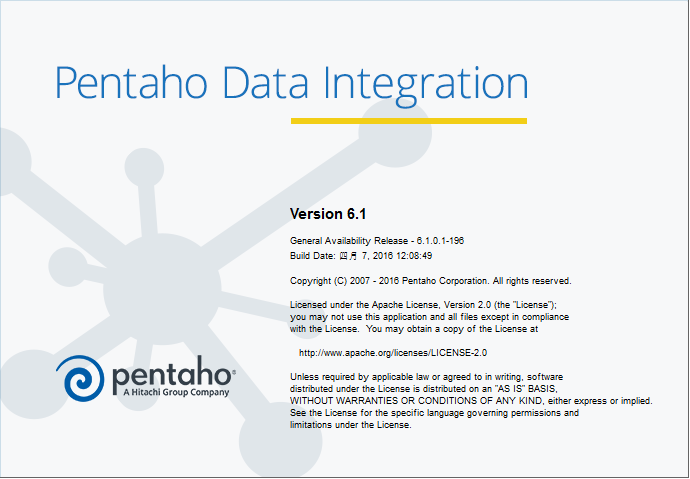 Pentaho Data Integration
Version 6.1
General Availability Release - 6.1.0.1-196
Build Date: 四月 7, 2016 12:08:49
Copyright (C) 2007 - 2016 Pentaho Corporation. All rights reserved.
Licensed under the Apache License, Version 2.0 (the "License");
you may not use this application and all files except in compliance
with the License. You may obtain a copy of the License at
http://www.apache.org/licenses/LICENSE-2.0
pentaho®
A Hitachi Group Company
Unless required by applicable law or agreed to in writing, software
distributed under the License is distributed on an "AS IS" BASIS,
WITHOUT WARRANTIES OR CONDITIONS OF ANY KIND, either express or implied.
See the License for the specific language governing permissions and
limitations under the License.